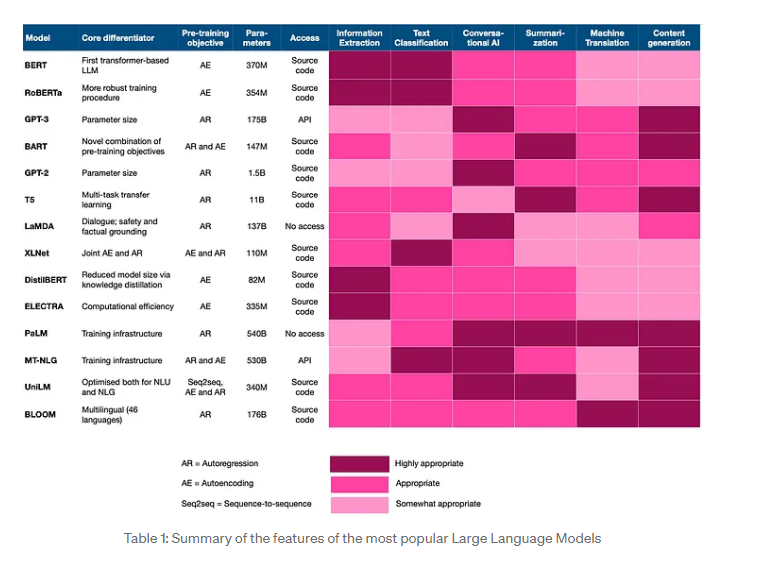 Model Core differentiator Pre-training objective Para-meters Access Information Extraction Text Classification Conversa-tional AI Summari-zation Machine Translation Content generation
BERT First transformer-based LLM AE 370M Source code
RoBERTa More robust training procedure AE 354M Source code
GPT-3 Parameter size AR 175B API
BART Novel combination of pre-training objectives AR and AE 147M Source code
GPT-2 Parameter size AR 1.5B Source code
T5 Multi-task transfer learning AR 11B Source code
LaMDA Dialogue; safety and factual grounding AR 137B No access
XLNet Joint AE and AR AE and AR 110M Source code
DistilBERT Reduced model size via knowledge distillation AE 82M Source code
ELECTRA Computational efficiency AE 335M Source code
PaLM Training infrastructure AR 540B No access
MT-NLG Training infrastructure AR and AE 530B API
UniLM Optimised both for NLU and NLG Seq2seq, AE and AR 340M Source code
BLOOM Multilingual (46 languages) AR 176B Source code
AR = Autoregression Highly appropriate
AE = Autoencoding Appropriate
Seq2seq = Sequence-to-sequence Somewhat appropriate
Table 1: Summary of the features of the most popular Large Language Models